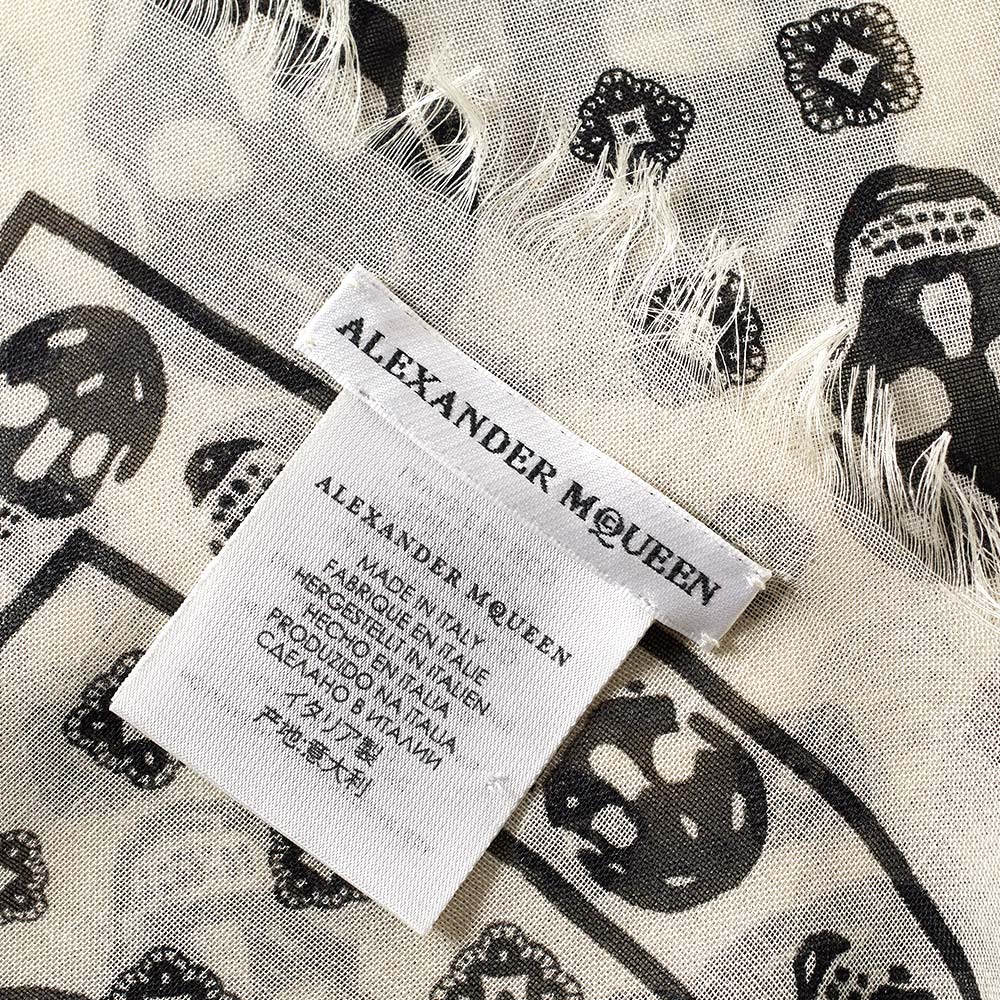 ALEXANDER MCQUEEN
ALEXANDER MCQUEEN
MADE IN ITALY
FABRIQUE EN ITALIE
HERGESTELLT IN ITALIEN
HECHO EN ITALIA
PRODUZIDO NA ITALIA
СДЕЛАНО В ИТАЛИИ
イタリア製
产地:意大利